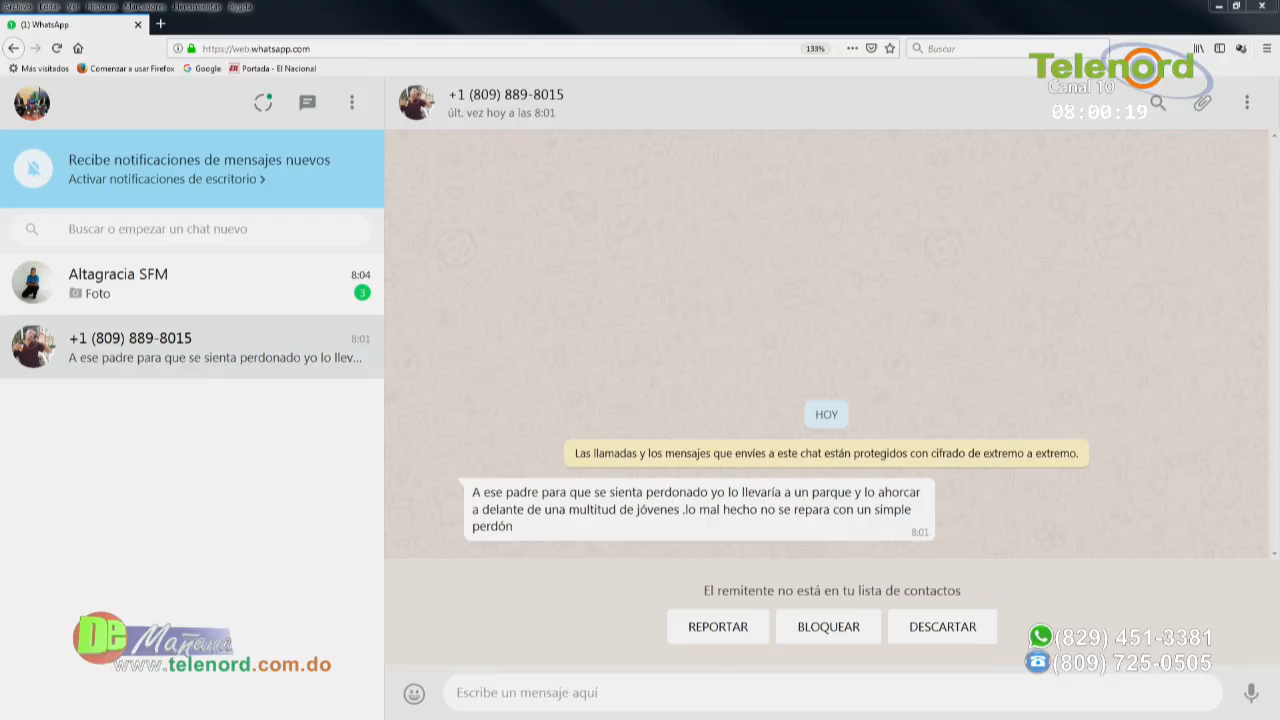 Archivo Editar Ver Historial Marcadores Herramientas Ayuda
(1) WhatsApp
https://web.whatsapp.com
133%
Buscar
Más visitados Comenzar a usar Firefox Google Portada - El Nacional
Telenord
Canal 10
08:00:19
+1 (809) 889-8015
últ. vez hoy a las 8:01
Recibe notificaciones de mensajes nuevos
Activar notificaciones de escritorio >
Buscar o empezar un chat nuevo
Altagracia SFM 8:04
Foto 3
+1 (809) 889-8015 8:01
A ese padre para que se sienta perdonado yo lo llev...
HOY
Las llamadas y los mensajes que envíes a este chat están protegidos con cifrado de extremo a extremo.
A ese padre para que se sienta perdonado yo lo llevaría a un parque y lo ahorcar
a delante de una multitud de jóvenes .lo mal hecho no se repara con un simple
perdón
8:01
El remitente no está en tu lista de contactos
REPORTAR BLOQUEAR DESCARTAR
Escribe un mensaje aquí
De Mañana
www.telenord.com.do
(829) 451-3381
(809) 725-0505